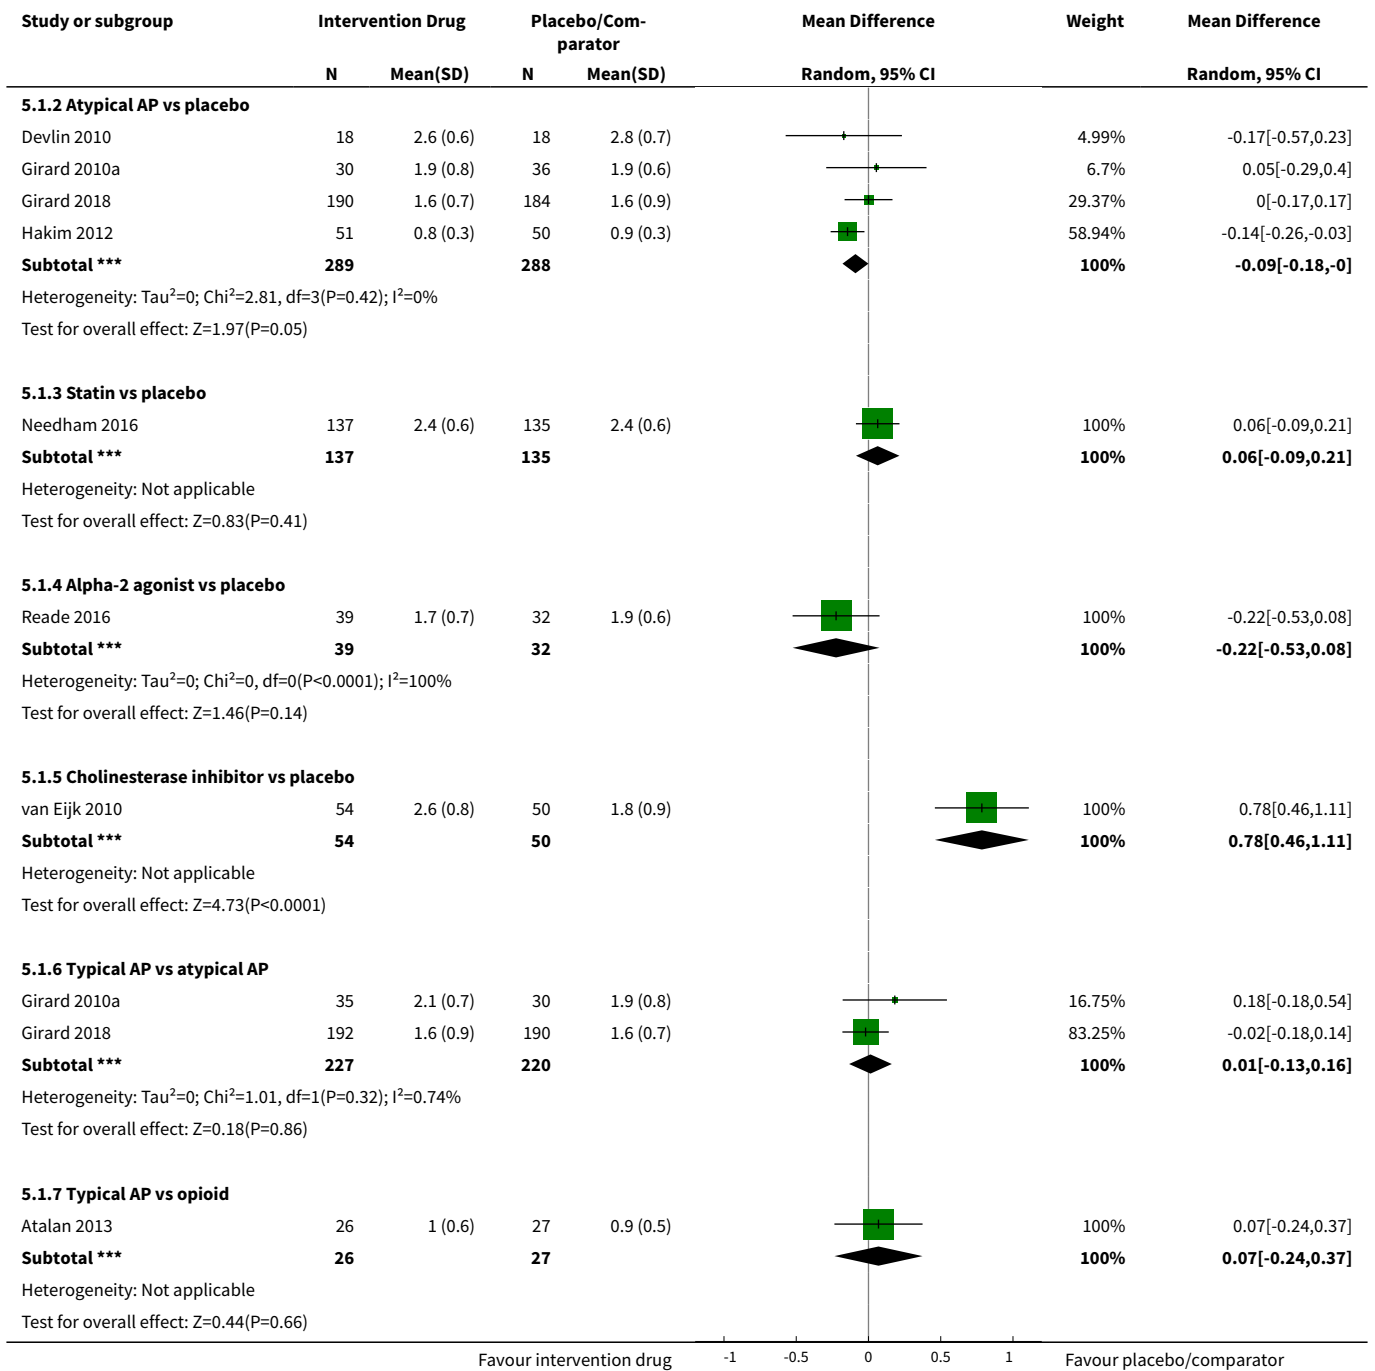 Study or subgroup Intervention Drug Placebo/Com- Mean Difference Weight Mean Difference
parator
N Mean(SD) N Mean(SD) Random, 95% CI Random, 95% CI
5.1.2 Atypical AP vs placebo
Devlin 2010 18 2.6 (0.6) 18 2.8 (0.7) 4.99% -0.17[-0.57,0.23]
Girard 2010a 30 1.9 (0.8) 36 1.9 (0.6) 6.7% 0.05[-0.29,0.4]
Girard 2018 190 1.6 (0.7) 184 1.6 (0.9) 29.37% 0[-0.17,0.17]
Hakim 2012 51 0.8 (0.3) 50 0.9 (0.3) 58.94% -0.14[-0.26,-0.03]
Subtotal *** 289 288 100% -0.09[-0.18,-0]
Heterogeneity: Tau²=0; Chi²=2.81, df=3(P=0.42); I²=0%
Test for overall effect: Z=1.97(P=0.05)
5.1.3 Statin vs placebo
Needham 2016 137 2.4 (0.6) 135 2.4 (0.6) 100% 0.06[-0.09,0.21]
Subtotal *** 137 135 100% 0.06[-0.09,0.21]
Heterogeneity: Not applicable
Test for overall effect: Z=0.83(P=0.41)
5.1.4 Alpha-2 agonist vs placebo
Reade 2016 39 1.7 (0.7) 32 1.9 (0.6) 100% -0.22[-0.53,0.08]
Subtotal *** 39 32 100% -0.22[-0.53,0.08]
Heterogeneity: Tau²=0; Chi²=0, df=0(P<0.0001); I²=100%
Test for overall effect: Z=1.46(P=0.14)
5.1.5 Cholinesterase inhibitor vs placebo
van Eijk 2010 54 2.6 (0.8) 50 1.8 (0.9) 100% 0.78[0.46,1.11]
Subtotal *** 54 50 100% 0.78[0.46,1.11]
Heterogeneity: Not applicable
Test for overall effect: Z=4.73(P<0.0001)
5.1.6 Typical AP vs atypical AP
Girard 2010a 35 2.1 (0.7) 30 1.9 (0.8) 16.75% 0.18[-0.18,0.54]
Girard 2018 192 1.6 (0.9) 190 1.6 (0.7) 83.25% -0.02[-0.18,0.14]
Subtotal *** 227 220 100% 0.01[-0.13,0.16]
Heterogeneity: Tau²=0; Chi²=1.01, df=1(P=0.32); I²=0.74%
Test for overall effect: Z=0.18(P=0.86)
5.1.7 Typical AP vs opioid
Atalan 2013 26 1 (0.6) 27 0.9 (0.5) 100% 0.07[-0.24,0.37]
Subtotal *** 26 27 100% 0.07[-0.24,0.37]
Heterogeneity: Not applicable
Test for overall effect: Z=0.44(P=0.66)
Favour intervention drug -1 -0.5 0 0.5 1 Favour placebo/comparator